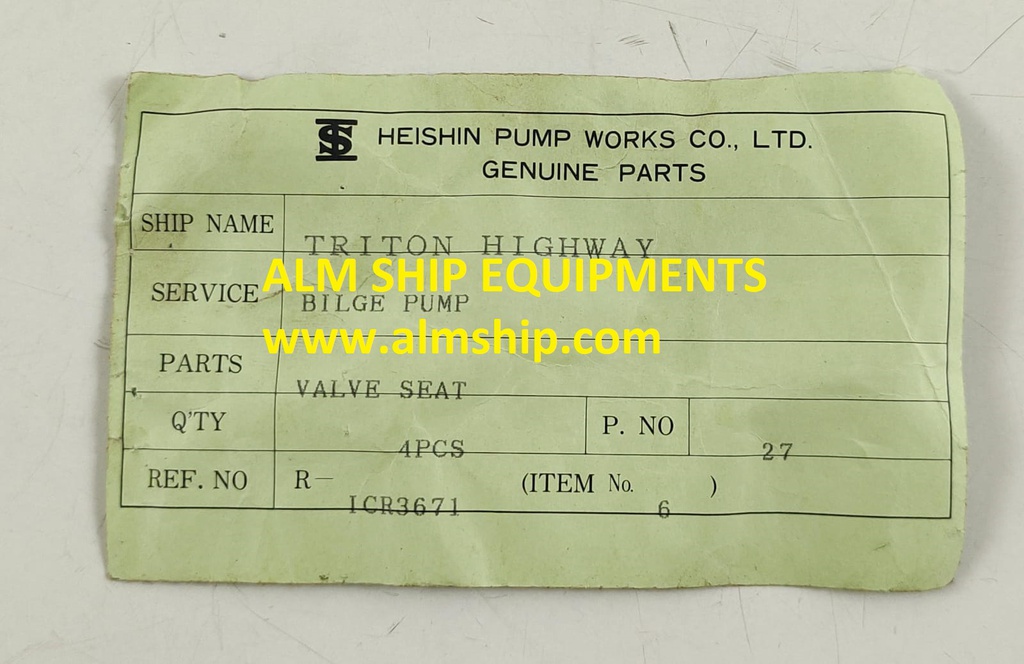 HEISHIN PUMP WORKS CO., LTD.
GENUINE PARTS
SHIP NAME TRITON HIGHWAY
ALM SHIP EQUIPMENTS
SERVICE BILGE PUMP
www.almship.com
PARTS VALVE SEAT
Q'TY 4PCS P. NO 27
REF. NO R- ICR3671 (ITEM No. 6 )